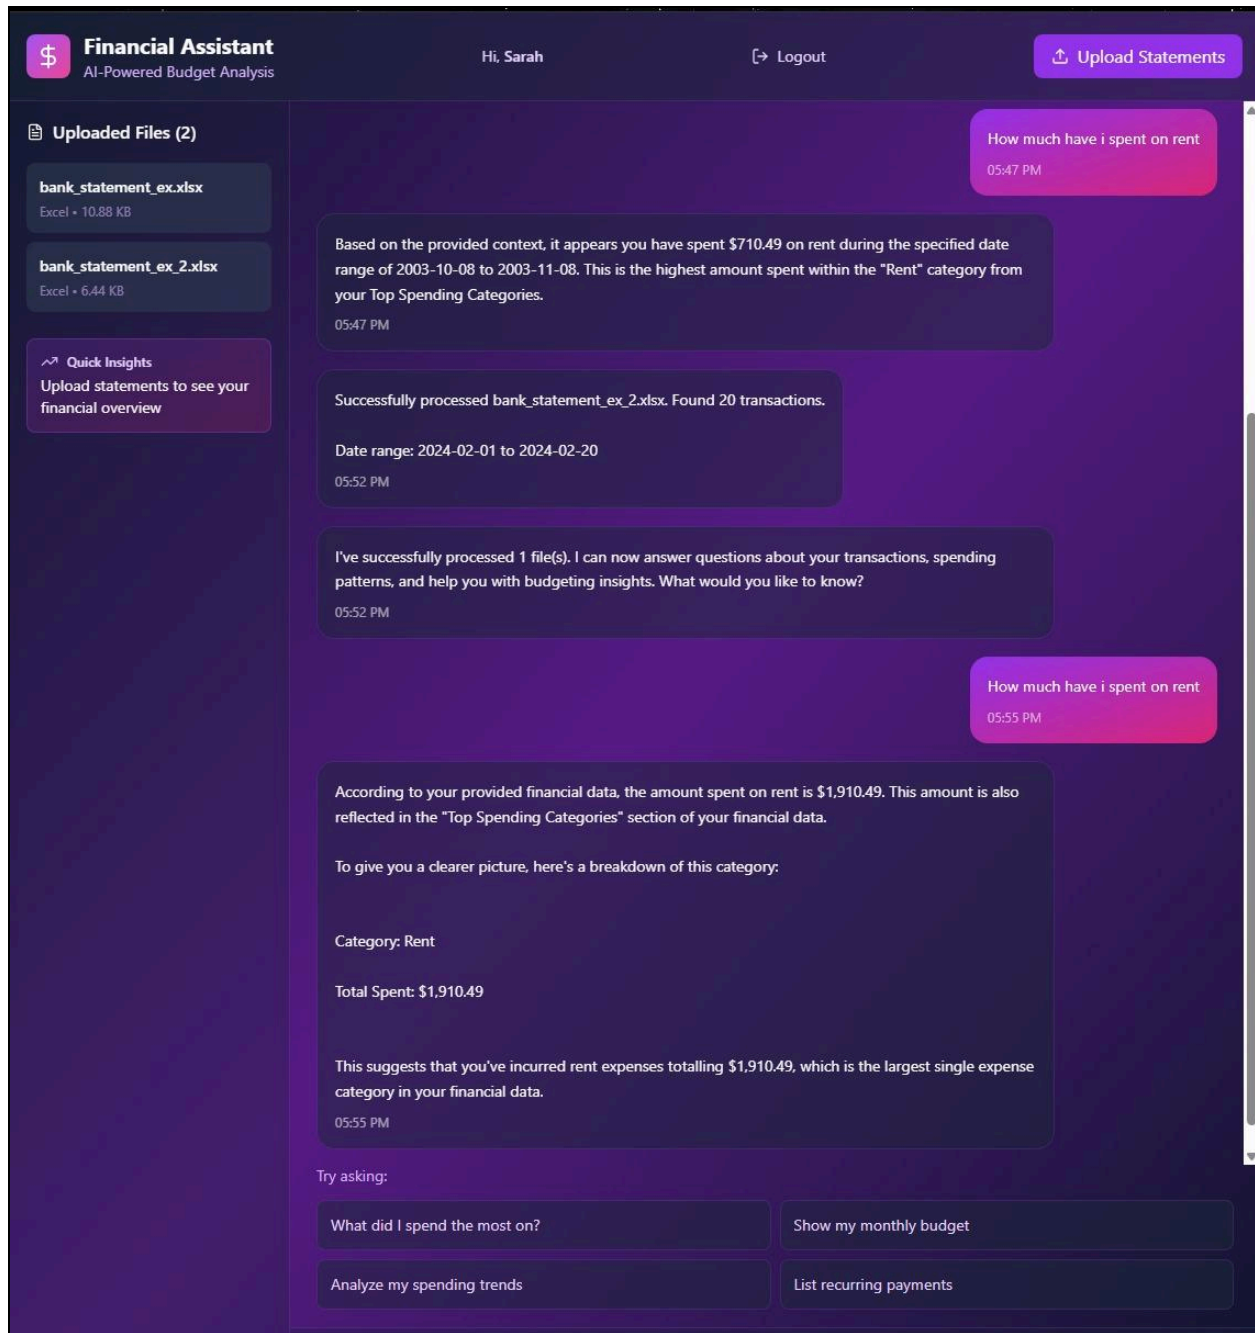 Financial Assistant
AI-Powered Budget Analysis
Hi, Sarah
Logout
Upload Statements
Uploaded Files (2)
bank_statement_ex.xlsx
Excel • 10.88 KB
bank_statement_ex_2.xlsx
Excel • 6.44 KB
Quick Insights
Upload statements to see your
financial overview
How much have i spent on rent
05:47 PM
Based on the provided context, it appears you have spent $710.49 on rent during the specified date
range of 2003-10-08 to 2003-11-08. This is the highest amount spent within the "Rent" category from
your Top Spending Categories.
05:47 PM
Successfully processed bank_statement_ex_2.xlsx. Found 20 transactions.
Date range: 2024-02-01 to 2024-02-20
05:52 PM
I've successfully processed 1 file(s). I can now answer questions about your transactions, spending
patterns, and help you with budgeting insights. What would you like to know?
05:52 PM
How much have i spent on rent
05:55 PM
According to your provided financial data, the amount spent on rent is $1,910.49. This amount is also
reflected in the "Top Spending Categories" section of your financial data.
To give you a clearer picture, here's a breakdown of this category:
Category: Rent
Total Spent: $1,910.49
This suggests that you've incurred rent expenses totalling $1,910.49, which is the largest single expense
category in your financial data.
05:55 PM
Try asking:
What did I spend the most on?
Show my monthly budget
Analyze my spending trends
List recurring payments